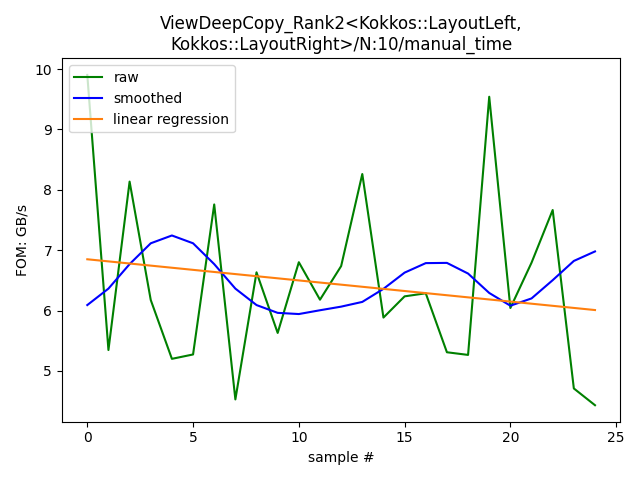 ViewDeepCopy_Rank2<Kokkos::LayoutLeft,
Kokkos::LayoutRight>/N:10/manual_time
raw
smoothed
linear regression
FOM: GB/s
10
9
8
7
6
5
0
5
10
15
20
25
sample #